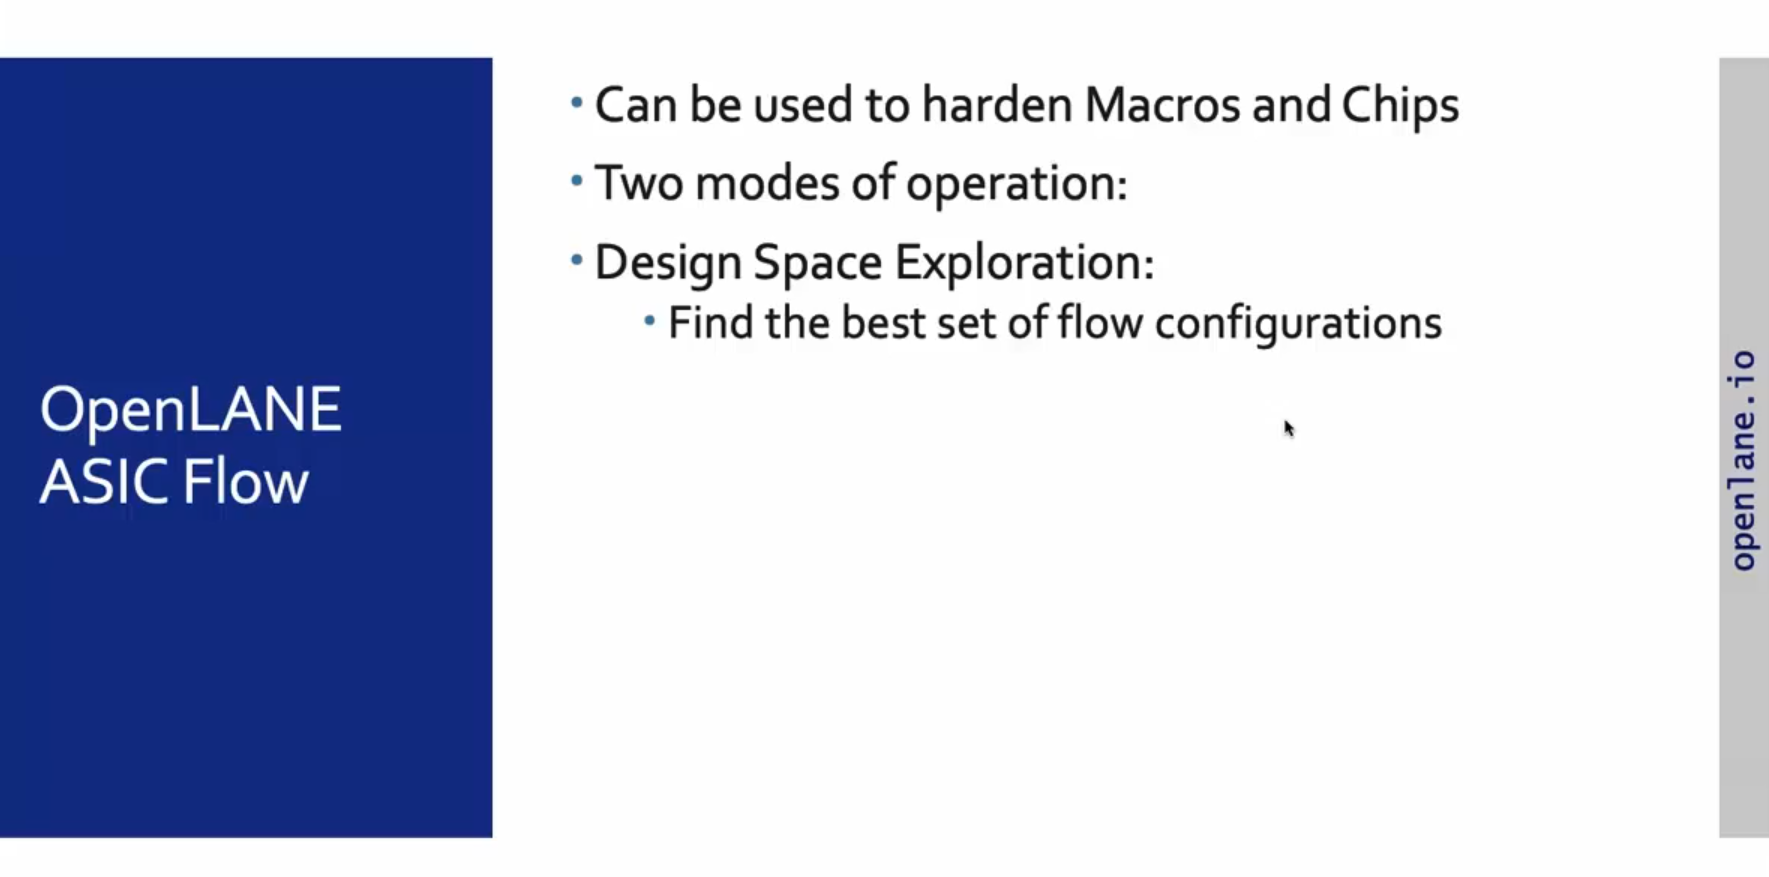 OpenLANE
ASIC Flow
• Can be used to harden Macros and Chips
• Two modes of operation:
• Design Space Exploration:
• Find the best set of flow configurations
openlane.io